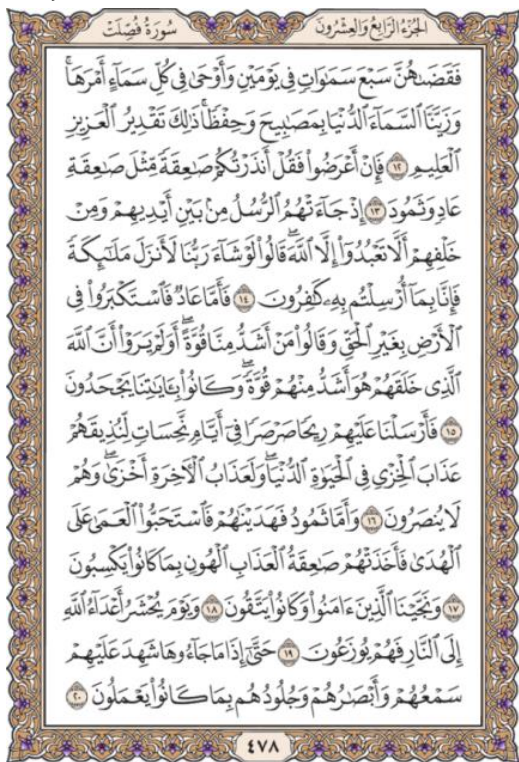 الجزء الرابع والعشرون سورة فصلت
فَقَضَىٰهُنَّ سَبْعَ سَمَٰوَاتٍ فِى يَوْمَيْنِ وَأَوْحَىٰ فِى كُلِّ سَمَآءٍ أَمْرَهَا ۚ
وَزَيَّنَّا ٱلسَّمَآءَ ٱلدُّنْيَا بِمَصَٰبِيحَ وَحِفْظًا ۚ ذَٰلِكَ تَقْدِيرُ ٱلْعَزِيزِ
ٱلْعَلِيمِ ١٢ فَإِنْ أَعْرَضُوا۟ فَقُلْ أَنذَرْتُكُمْ صَٰعِقَةً مِّثْلَ صَٰعِقَةِ
عَادٍ وَثَمُودَ ١٣ إِذْ جَآءَتْهُمُ ٱلرُّسُلُ مِنۢ بَيْنِ أَيْدِيهِمْ وَمِنْ
خَلْفِهِمْ أَلَّا تَعْبُدُوٓا۟ إِلَّا ٱللَّهَ ۖ قَالُوا۟ لَوْ شَآءَ رَبُّنَا لَأَنزَلَ مَلَٰٓئِكَةً
فَإِنَّا بِمَآ أُرْسِلْتُم بِهِۦ كَٰفِرُونَ ١٤ فَأَمَّا عَادٌ فَٱسْتَكْبَرُوا۟ فِى
ٱلْأَرْضِ بِغَيْرِ ٱلْحَقِّ وَقَالُوا۟ مَنْ أَشَدُّ مِنَّا قُوَّةً ۖ أَوَلَمْ يَرَوْا۟ أَنَّ ٱللَّهَ
ٱلَّذِى خَلَقَهُمْ هُوَ أَشَدُّ مِنْهُمْ قُوَّةً ۖ وَكَانُوا۟ بِـَٔايَٰتِنَا يَجْحَدُونَ
١٥ فَأَرْسَلْنَا عَلَيْهِمْ رِيحًا صَرْصَرًا فِىٓ أَيَّامٍ نَّحِسَاتٍ لِّنُذِيقَهُمْ
عَذَابَ ٱلْخِزْىِ فِى ٱلْحَيَوٰةِ ٱلدُّنْيَا ۖ وَلَعَذَابُ ٱلْـَٔاخِرَةِ أَخْزَىٰ ۖ وَهُمْ
لَا يُنصَرُونَ ١٦ وَأَمَّا ثَمُودُ فَهَدَيْنَٰهُمْ فَٱسْتَحَبُّوا۟ ٱلْعَمَىٰ عَلَى
ٱلْهُدَىٰ فَأَخَذَتْهُمْ صَٰعِقَةُ ٱلْعَذَابِ ٱلْهُونِ بِمَا كَانُوا۟ يَكْسِبُونَ
١٧ وَنَجَّيْنَا ٱلَّذِينَ ءَامَنُوا۟ وَكَانُوا۟ يَتَّقُونَ ١٨ وَيَوْمَ يُحْشَرُ أَعْدَآءُ ٱللَّهِ
إِلَى ٱلنَّارِ فَهُمْ يُوزَعُونَ ١٩ حَتَّىٰٓ إِذَا مَا جَآءُوهَا شَهِدَ عَلَيْهِمْ
سَمْعُهُمْ وَأَبْصَٰرُهُمْ وَجُلُودُهُم بِمَا كَانُوا۟ يَعْمَلُونَ ٢٠
٤٧٨